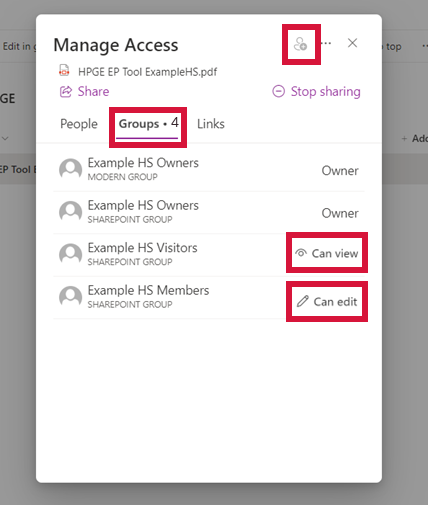 Manage Access
...
Edit in g
top
HPGE EP Tool ExampleHS.pdf
GE
Share
Stop sharing
People
Groups • 4
Links
Add
Example HS Owners
MODERN GROUP
Owner
EP Tool E
Example HS Owners
SHAREPOINT GROUP
Owner
Example HS Visitors
SHAREPOINT GROUP
Can view
Example HS Members
SHAREPOINT GROUP
Can edit